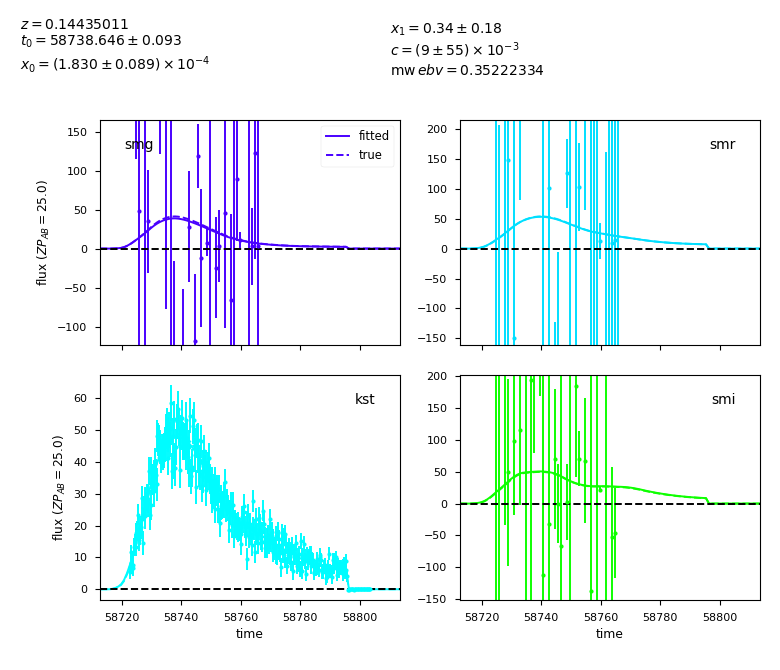 z = 0.14435011
t₀ = 58738.646 ± 0.093
x₀ = (1.830 ± 0.089) × 10⁻⁴
x₁ = 0.34 ± 0.18
c = (9 ± 55) × 10⁻³
mw ebv = 0.35222334
smg
fitted
true
150
100
50
0
−50
−100
flux (ZP_AB = 25.0)
smr
200
150
100
50
0
−50
−100
−150
kst
60
50
40
30
20
10
0
flux (ZP_AB = 25.0)
58720 58740 58760 58780 58800
time
smi
200
150
100
50
0
−50
−100
−150
58720 58740 58760 58780 58800
time